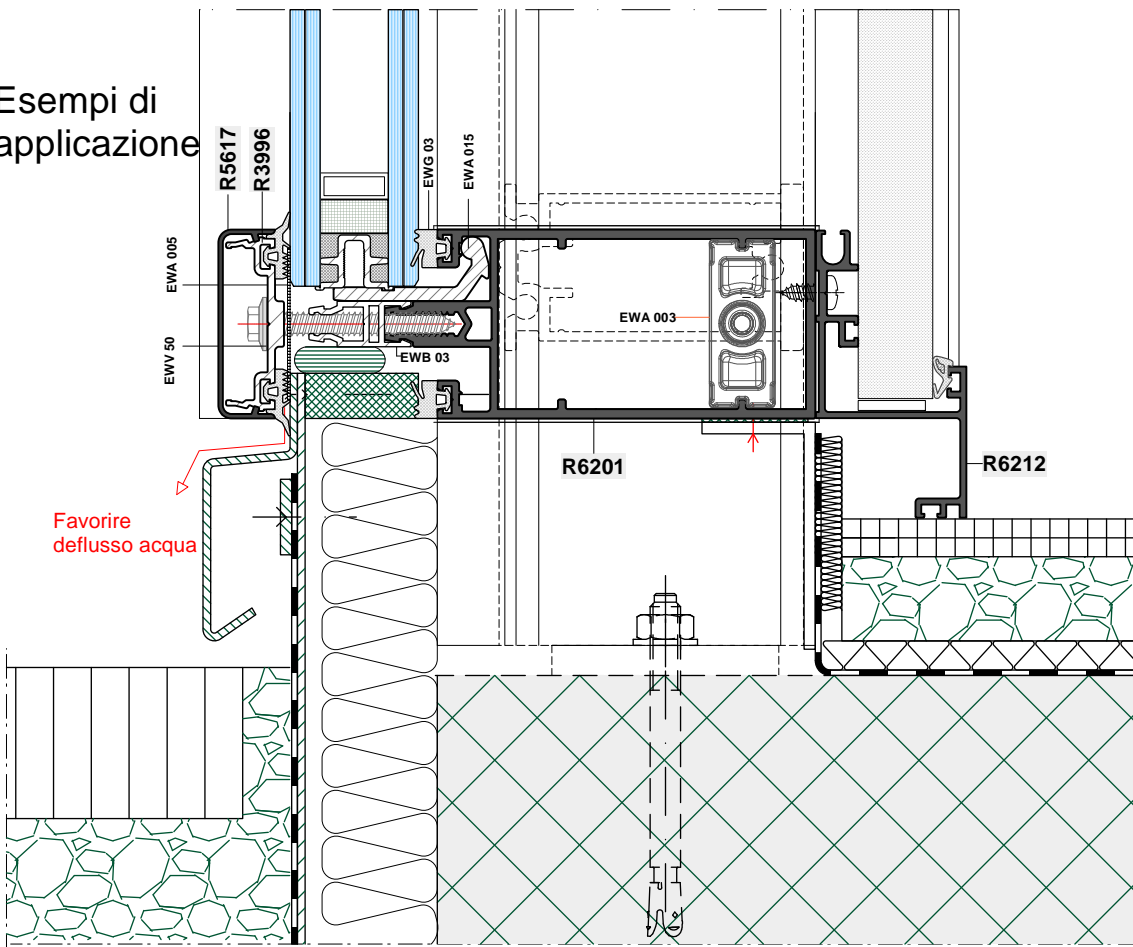 Esempi di
applicazione
R5617
R3996
EWG 03
EWA 015
EWA 005
EWV 50
EWA 003
EWB 03
R6201
R6212
Favorire
deflusso acqua